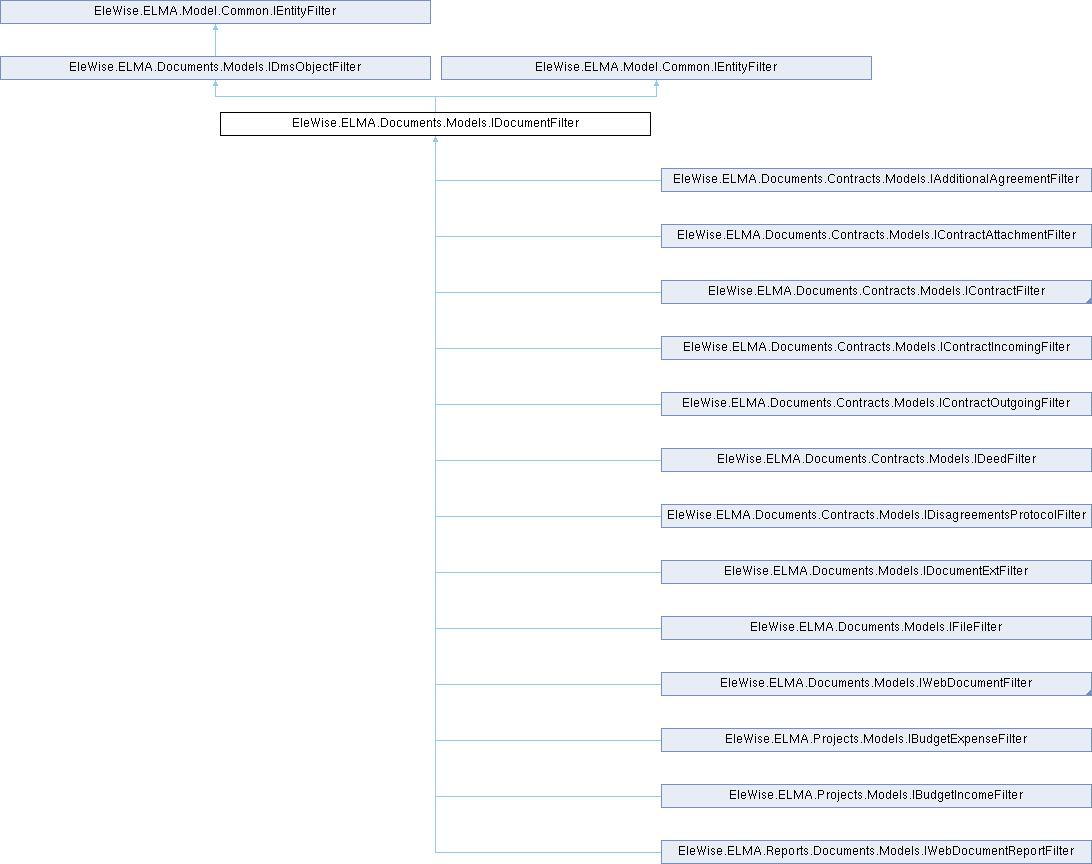 EleWise.ELMA.Model.Common.IEntityFilter
EleWise.ELMA.Documents.Models.IDmsObjectFilter
EleWise.ELMA.Model.Common.IEntityFilter
EleWise.ELMA.Documents.Models.IDocumentFilter
EleWise.ELMA.Documents.Contracts.Models.IAdditionalAgreementFilter
EleWise.ELMA.Documents.Contracts.Models.IContractAttachmentFilter
EleWise.ELMA.Documents.Contracts.Models.IContractFilter
EleWise.ELMA.Documents.Contracts.Models.IContractIncomingFilter
EleWise.ELMA.Documents.Contracts.Models.IContractOutgoingFilter
EleWise.ELMA.Documents.Contracts.Models.IDeedFilter
EleWise.ELMA.Documents.Contracts.Models.IDisagreementsProtocolFilter
EleWise.ELMA.Documents.Models.IDocumentExtFilter
EleWise.ELMA.Documents.Models.IFileFilter
EleWise.ELMA.Documents.Models.IWebDocumentFilter
EleWise.ELMA.Projects.Models.IBudgetExpenseFilter
EleWise.ELMA.Projects.Models.IBudgetIncomeFilter
EleWise.ELMA.Reports.Documents.Models.IWebDocumentReportFilter